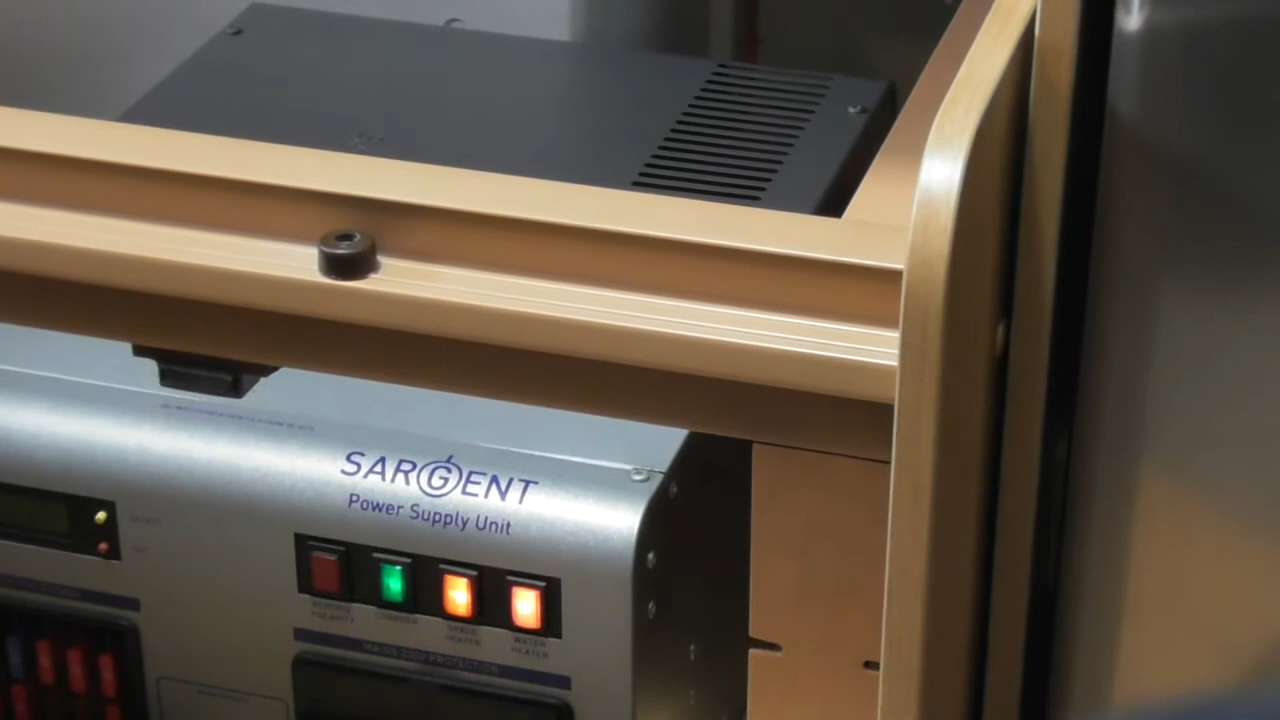 SARGENT
Power Supply Unit
REVERSE
POLARITY
CHARGER
SPACE
HEATER
WATER
HEATER
MAINS 230V PROTECTION